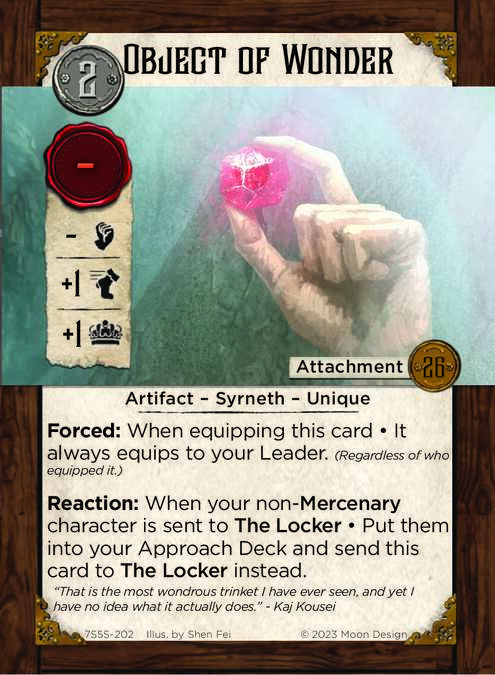 2
OBJECT OF WONDER
-
-
+1
+1
Attachment 26
Artifact – Syrneth – Unique
Forced: When equipping this card • It
always equips to your Leader. (Regardless of who
equipped it.)
Reaction: When your non-Mercenary
character is sent to The Locker • Put them
into your Approach Deck and send this
card to The Locker instead.
“That is the most wondrous trinket I have ever seen, and yet I
have no idea what it actually does.” - Kaj Kousei
7S5S-202 Illus. by Shen Fei © 2023 Moon Design